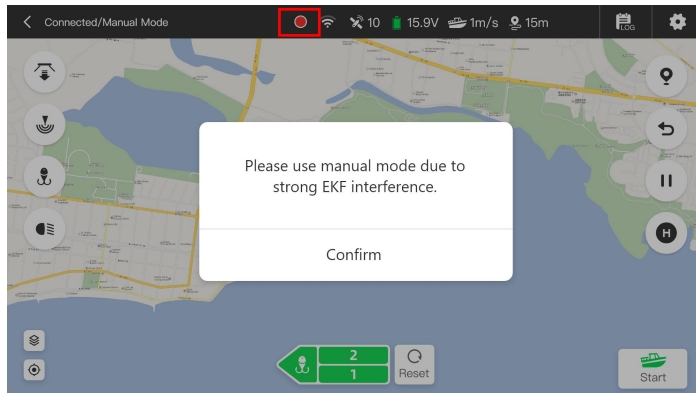 Connected/Manual Mode
10
15.9V
1m/s
15m
LOG
Please use manual mode due to
strong EKF interference.
Confirm
H
2
1
Reset
Start